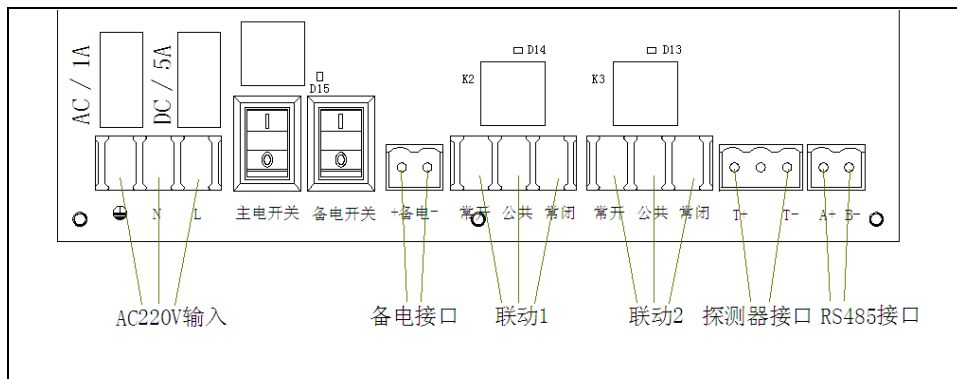 AC / 1A
DC / 5A
D15
K2
D14
K3
D13
N L 主电开关 备电开关 +备电- 常开 公共 常闭 常开 公共 常闭 T+ T- A+ B-
AC220V输入 备电接口 联动1 联动2 探测器接口 RS485接口